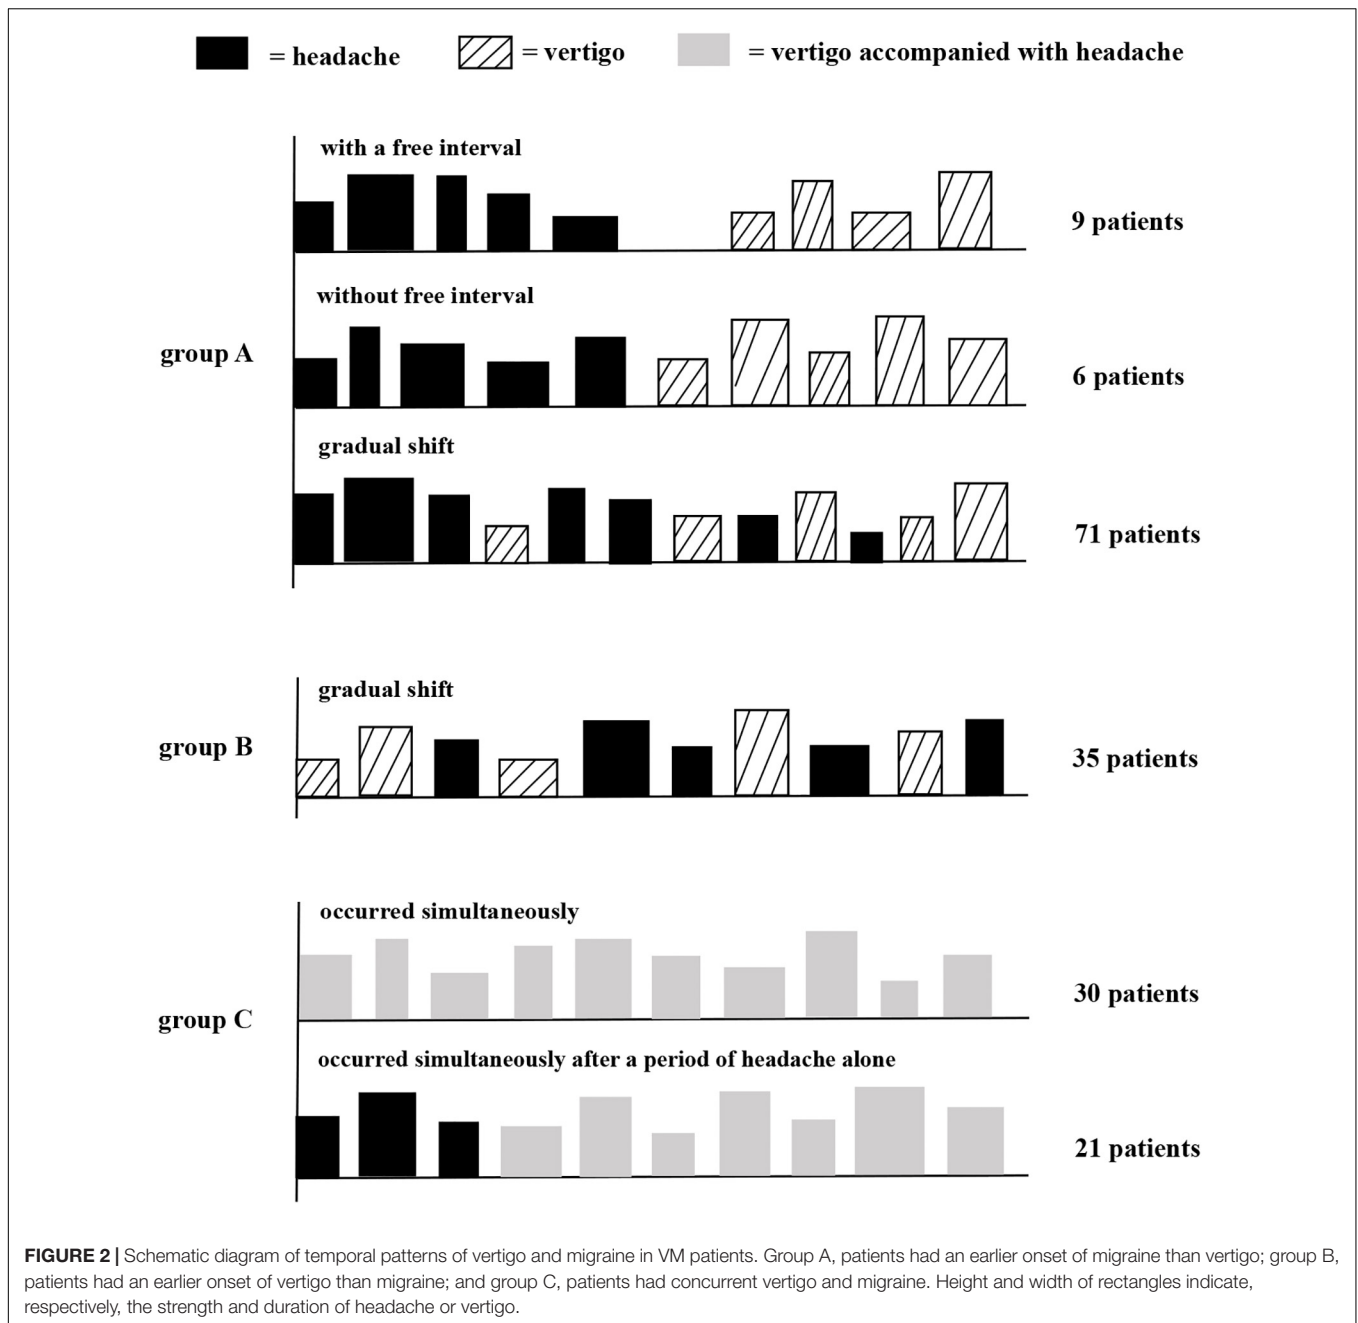 = headache = vertigo = vertigo accompanied with headache
with a free interval
9 patients
without free interval
group A
6 patients
gradual shift
71 patients
gradual shift
group B
35 patients
occurred simultaneously
30 patients
group C
occurred simultaneously after a period of headache alone
21 patients
FIGURE 2 | Schematic diagram of temporal patterns of vertigo and migraine in VM patients. Group A, patients had an earlier onset of migraine than vertigo; group B,
patients had an earlier onset of vertigo than migraine; and group C, patients had concurrent vertigo and migraine. Height and width of rectangles indicate,
respectively, the strength and duration of headache or vertigo.